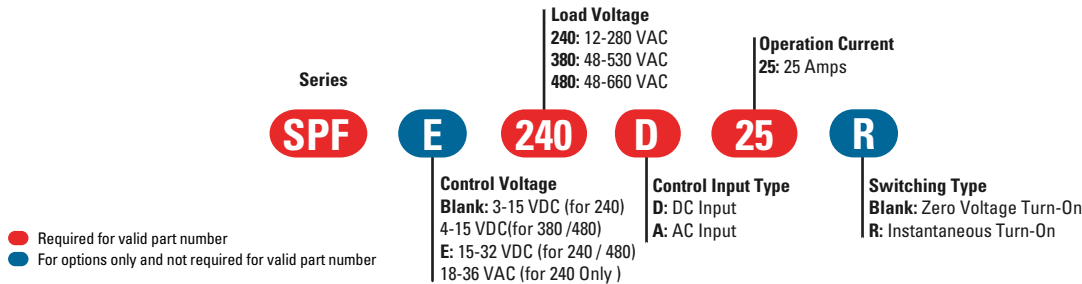 Load Voltage
240: 12-280 VAC
380: 48-530 VAC
480: 48-660 VAC
Operation Current
25: 25 Amps
Series
SPF E 240 D 25 R
Control Voltage
Blank: 3-15 VDC (for 240)
4-15 VDC(for 380 /480)
E: 15-32 VDC (for 240 / 480)
18-36 VAC (for 240 Only )
Control Input Type
D: DC Input
A: AC Input
Switching Type
Blank: Zero Voltage Turn-On
R: Instantaneous Turn-On
Required for valid part number
For options only and not required for valid part number